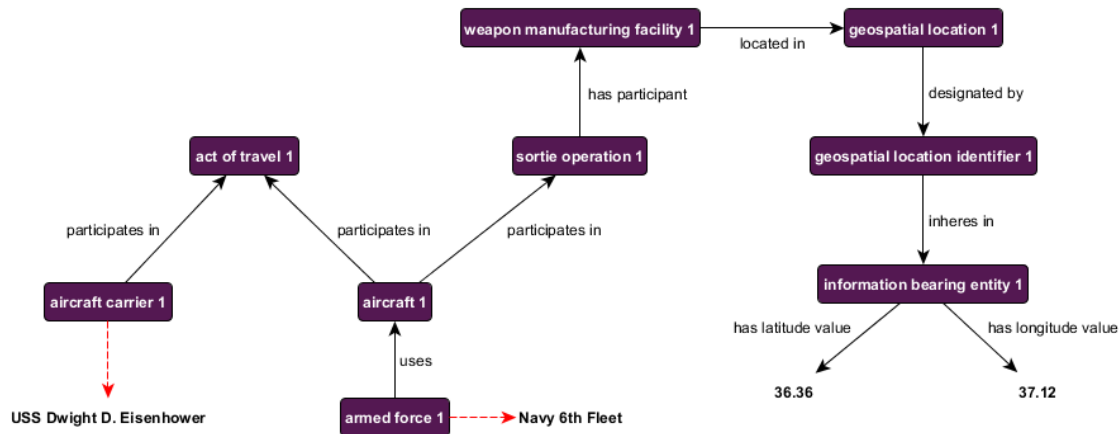 weapon manufacturing facility 1
located in
geospatial location 1
has participant
designated by
act of travel 1
sortie operation 1
geospatial location identifier 1
participates in
participates in
participates in
inheres in
aircraft carrier 1
aircraft 1
information bearing entity 1
has latitude value
has longitude value
uses
36.36
37.12
USS Dwight D. Eisenhower
armed force 1
Navy 6th Fleet